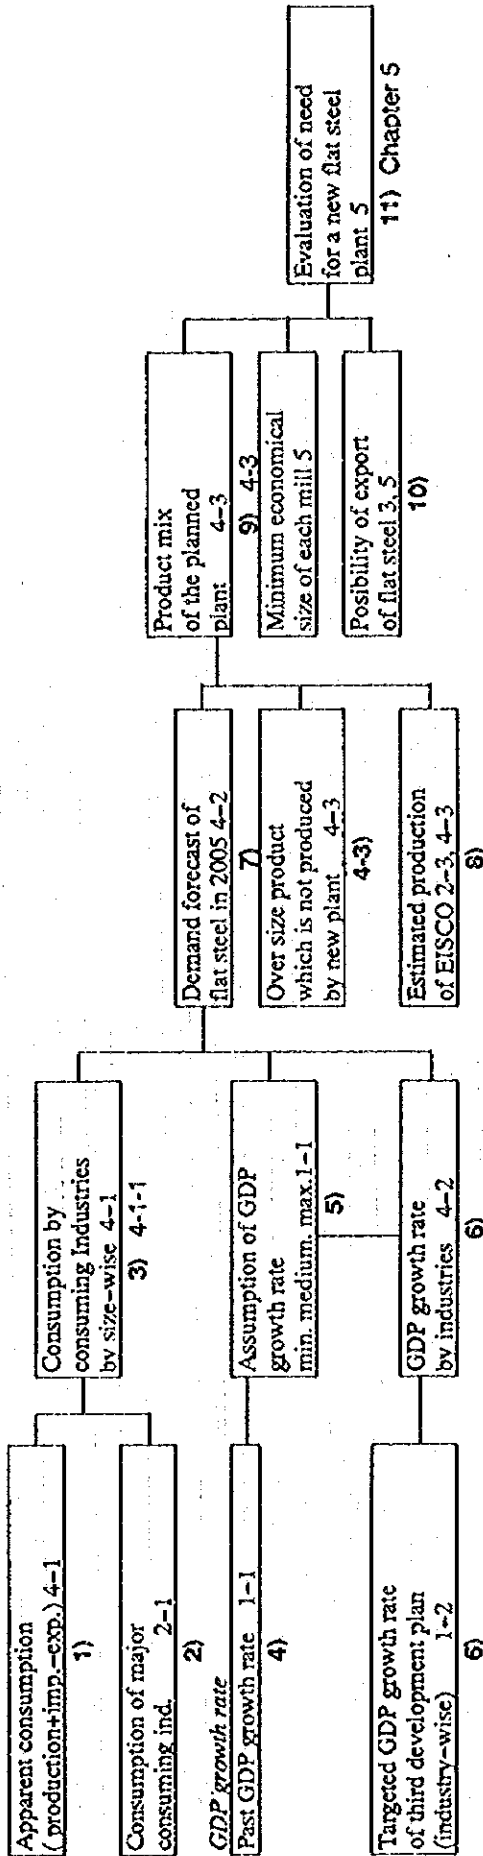 Apparent consumption
(production+imp.-exp.) 4-1
1)
Consumption of major
consuming ind. 2-1
2)
GDP growth rate
Past GDP growth rate 1-1
4)
Targeted GDP growth rate
of third development plan
(industry-wise) 1-2
6)
Consumption by
consuming Industries
by size-wise 4-1
3) 4-1-1
Assumption of GDP
growth rate
min. medium. max.1-1
5)
GDP growth rate
by industries 4-2
6)
Demand forecast of
flat steel in 2005 4-2
7)
Over size product
which is not produced
by new plant 4-3
4-3)
Estimated production
of EISCO 2-3, 4-3
8)
Product mix
of the planned
plant 4-3
9) 4-3
Minimum economical
size of each mill 5
Posibility of export
of flat steel 3, 5
10)
Evaluation of need
for a new flat steel
plant 5
11) Chapter 5